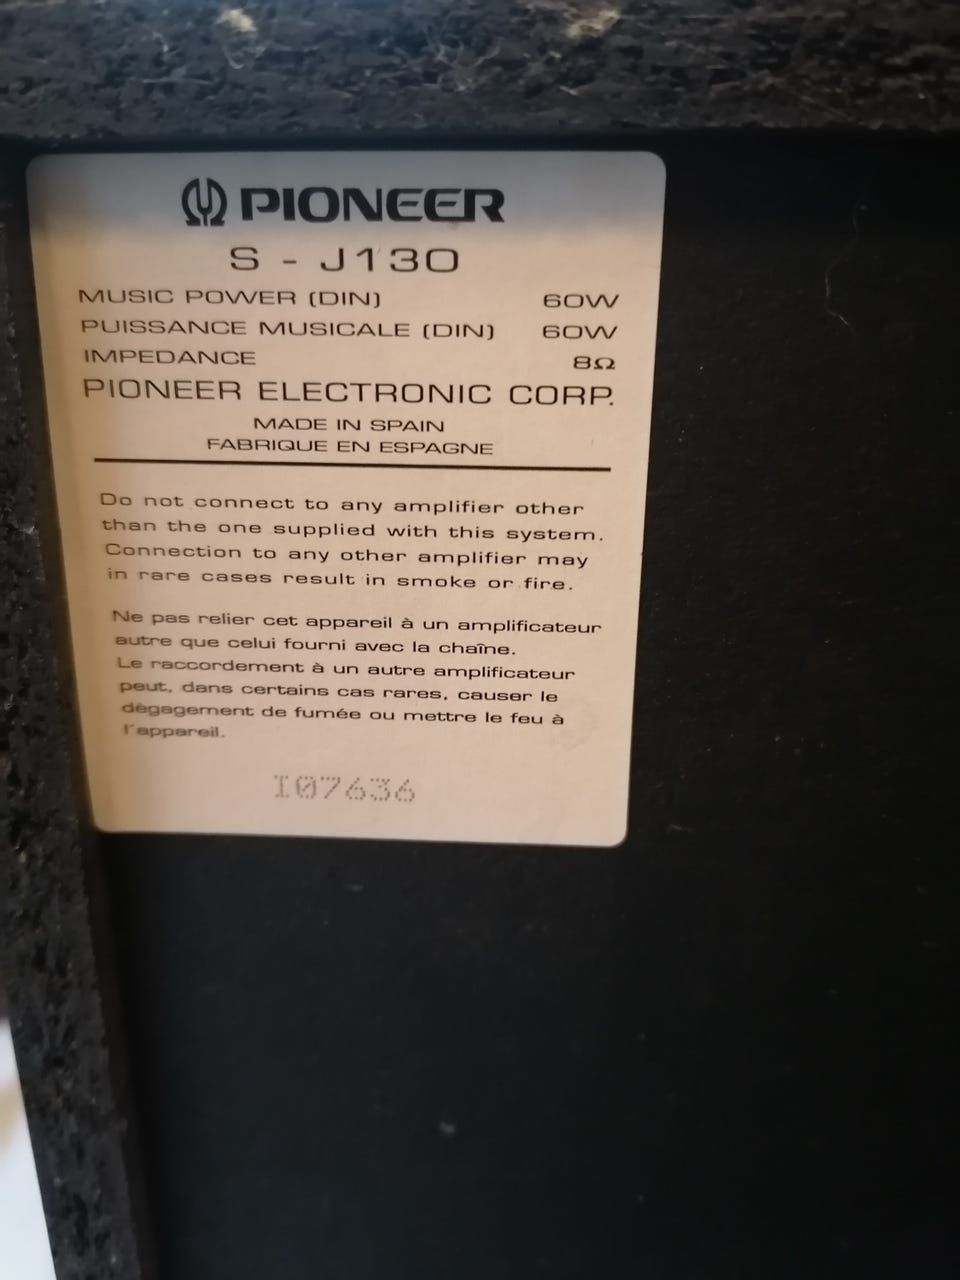 PIONEER
S - J130
MUSIC POWER (DIN) 60W
PUISSANCE MUSICALE (DIN) 60W
IMPEDANCE 8Ω
PIONEER ELECTRONIC CORP.
MADE IN SPAIN
FABRIQUE EN ESPAGNE
Do not connect to any amplifier other
than the one supplied with this system.
Connection to any other amplifier may
in rare cases result in smoke or fire.
Ne pas relier cet appareil à un amplificateur
autre que celui fourni avec la chaîne.
Le raccordement à un autre amplificateur
peut, dans certains cas rares, causer le
dégagement de fumée ou mettre le feu à
l'appareil.
I07636